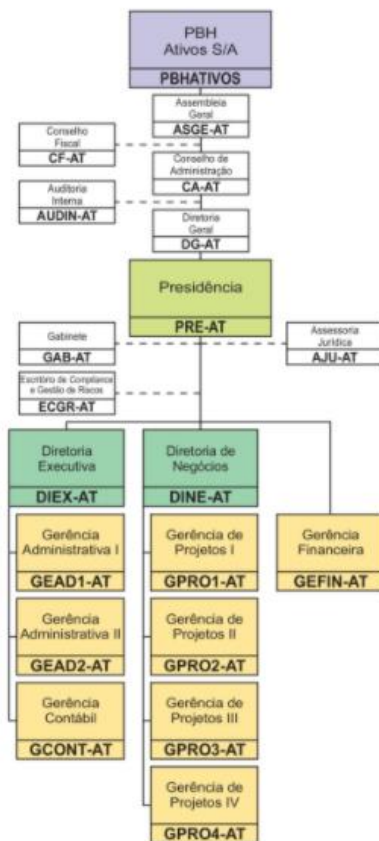 PBH
Ativos S/A
PBHATIVOS
Assembleia
Geral
ASGE-AT
Conselho
Fiscal
CF-AT
Conselho de
Administração
CA-AT
Auditoria
Interna
AUDIN-AT
Diretoria
Geral
DG-AT
Presidência
PRE-AT
Gabinete
GAB-AT
Assessoria
Jurídica
AJU-AT
Escritório de Compliance
e Gestão de Riscos
ECGR-AT
Diretoria
Executiva
DIEX-AT
Diretoria de
Negócios
DINE-AT
Gerência
Financeira
GEFIN-AT
Gerência
Administrativa I
GEAD1-AT
Gerência de
Projetos I
GPRO1-AT
Gerência
Administrativa II
GEAD2-AT
Gerência de
Projetos II
GPRO2-AT
Gerência
Contábil
GCONT-AT
Gerência de
Projetos III
GPRO3-AT
Gerência de
Projetos IV
GPRO4-AT